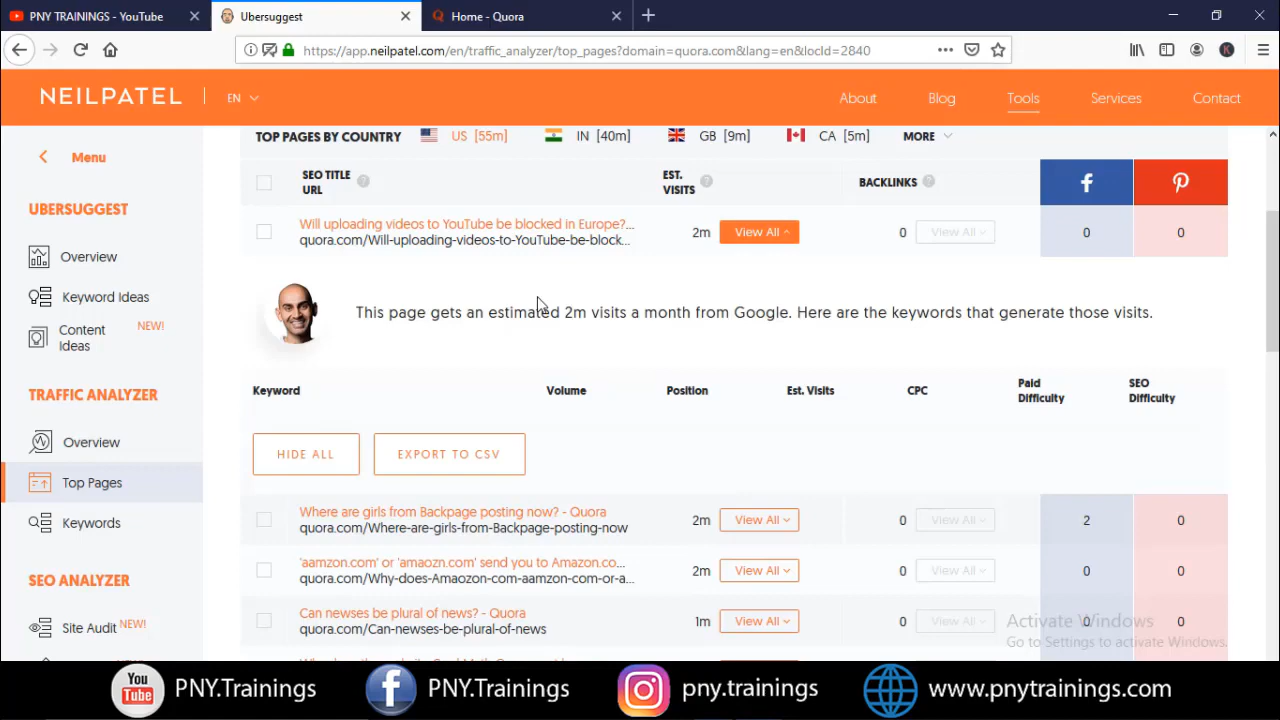 PNY TRAININGS - YouTube
Ubersuggest
Home - Quora
https://app.neilpatel.com/en/traffic_analyzer/top_pages?domain=quora.com&lang=en&locId=2840
NEILPATEL
EN
About
Blog
Tools
Services
Contact
Menu
UBERSUGGEST
Overview
Keyword Ideas
Content Ideas
NEW!
TRAFFIC ANALYZER
Overview
Top Pages
Keywords
SEO ANALYZER
Site Audit NEW!
TOP PAGES BY COUNTRY US [55m] IN [40m] GB [9m] CA [5m] MORE
SEO TITLE
URL
EST.
VISITS
BACKLINKS
Will uploading videos to YouTube be blocked in Europe?...
quora.com/Will-uploading-videos-to-YouTube-be-block...
2m View All 0 View All 0 0
This page gets an estimated 2m visits a month from Google. Here are the keywords that generate those visits.
Keyword Volume Position Est. Visits CPC Paid Difficulty SEO Difficulty
HIDE ALL EXPORT TO CSV
Where are girls from Backpage posting now? - Quora
quora.com/Where-are-girls-from-Backpage-posting-now
2m View All 0 View All 2 0
'aamzon.com' or 'amaozn.com' send you to Amazon.co...
quora.com/Why-does-Amaozon-com-aamzon-com-or-a...
2m View All 0 View All 0 0
Can newses be plural of news? - Quora
quora.com/Can-newses-be-plural-of-news
1m View All 0 View All 0 0
Activate Windows
Go to Settings to activate Windows.
You Tube PNY.Trainings PNY.Trainings pny.trainings www.pnytrainings.com